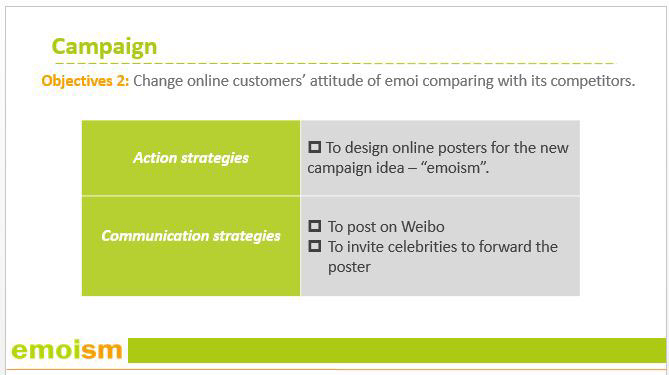 Campaign
Objectives 2: Change online customers’ attitude of emoi comparing with its competitors.
Action strategies
To design online posters for the new
campaign idea – “emoism”.
Communication strategies
To post on Weibo
To invite celebrities to forward the
poster
emoism